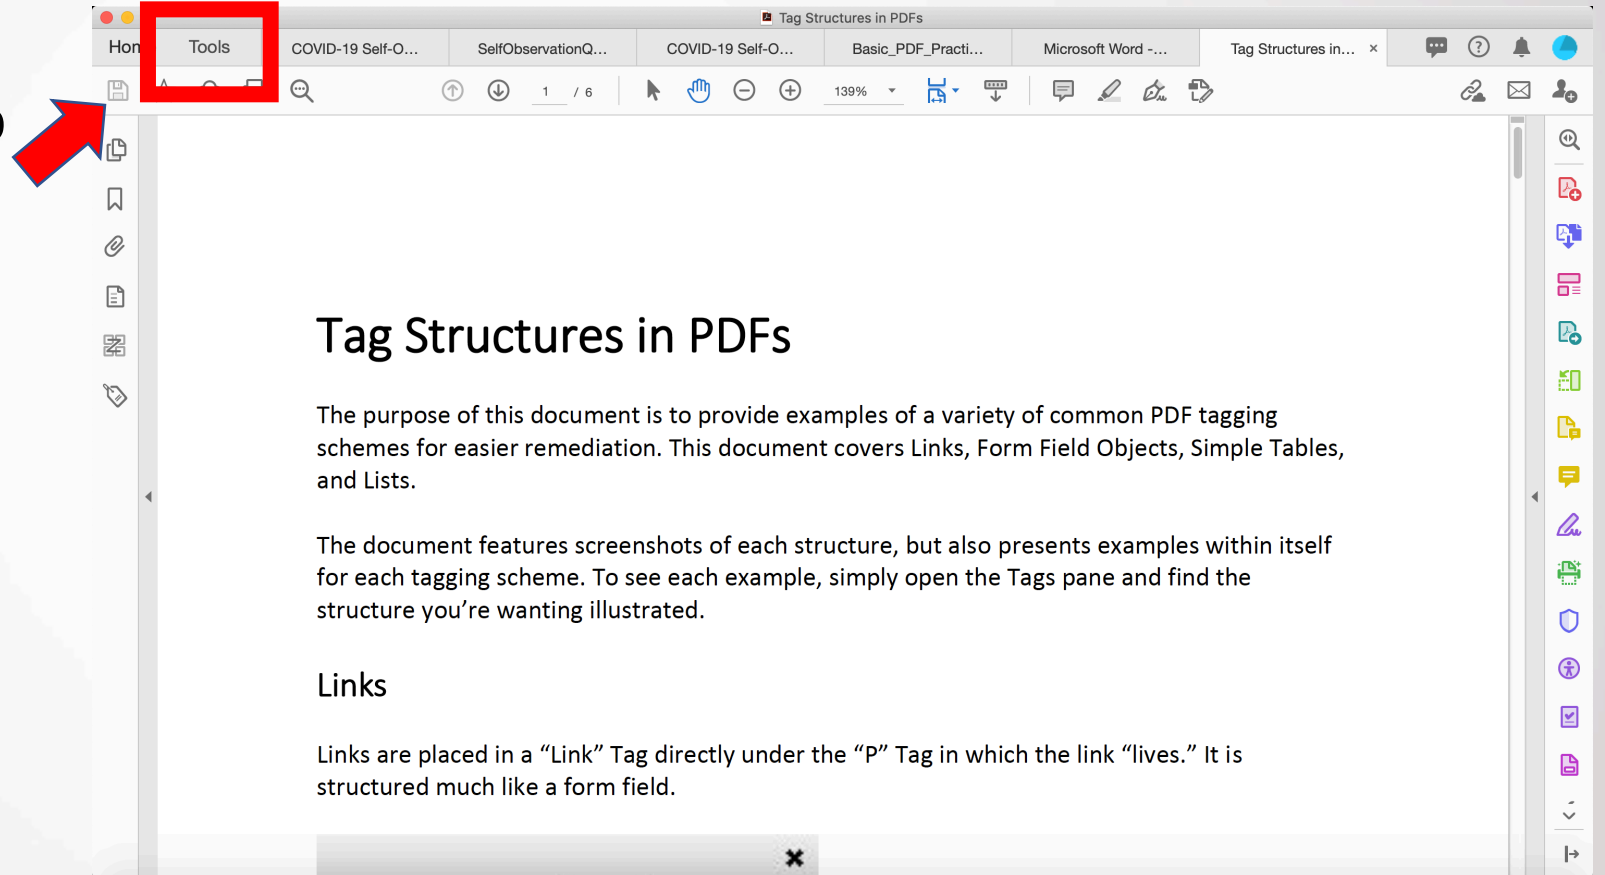 Tag Structures in PDFs
Hon
Tools
COVID-19 Self-O...
SelfObservationQ...
COVID-19 Self-O...
Basic_PDF_Practi...
Microsoft Word -...
Tag Structures in... ×
1 / 6
139%
Tag Structures in PDFs
The purpose of this document is to provide examples of a variety of common PDF tagging
schemes for easier remediation. This document covers Links, Form Field Objects, Simple Tables,
and Lists.
The document features screenshots of each structure, but also presents examples within itself
for each tagging scheme. To see each example, simply open the Tags pane and find the
structure you’re wanting illustrated.
Links
Links are placed in a “Link” Tag directly under the “P” Tag in which the link “lives.” It is
structured much like a form field.